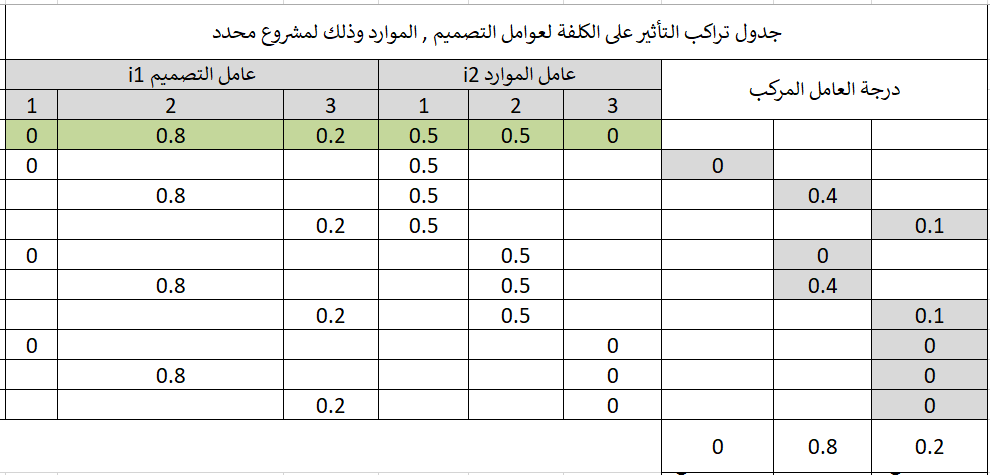 جدول تراكب التأثير على الكلفة لعوامل التصميم , الموارد وذلك لمشروع محدد
عامل التصميم i1 عامل الموارد i2 درجة العامل المركب
1 2 3 1 2 3
0 0.8 0.2 0.5 0.5 0
0 0.5 0
0.8 0.5 0.4
0.2 0.5 0.1
0 0.5 0
0.8 0.5 0.4
0.2 0.5 0.1
0 0 0
0.8 0 0
0.2 0 0
0 0.8 0.2